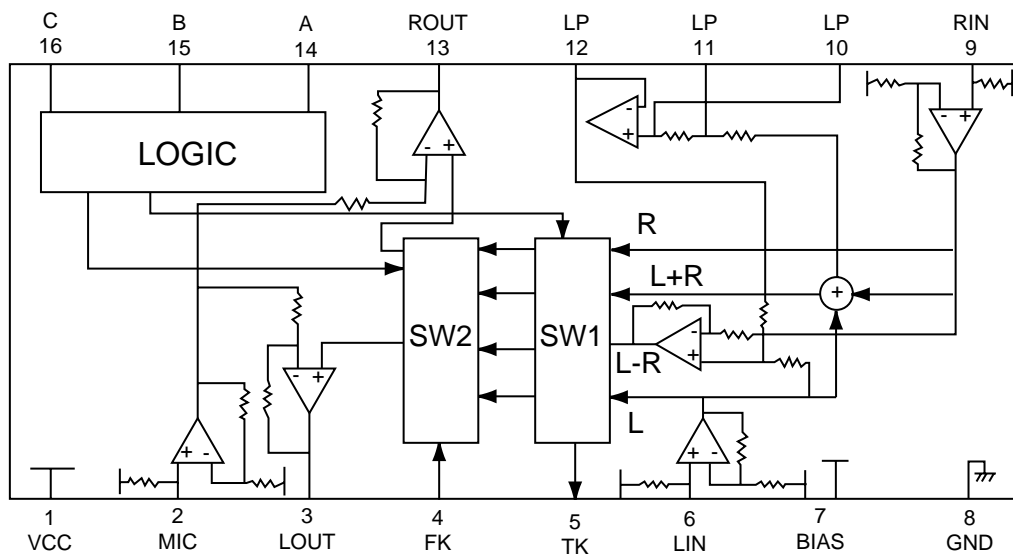 C B A ROUT LP LP LP RIN
16 15 14 13 12 11 10 9
LOGIC
- +
-
+
- +
R
L+R
+
SW2 SW1
-
+
L-R
- +
L
+ -
+ -
1 2 3 4 5 6 7 8
VCC MIC LOUT FK TK LIN BIAS GND